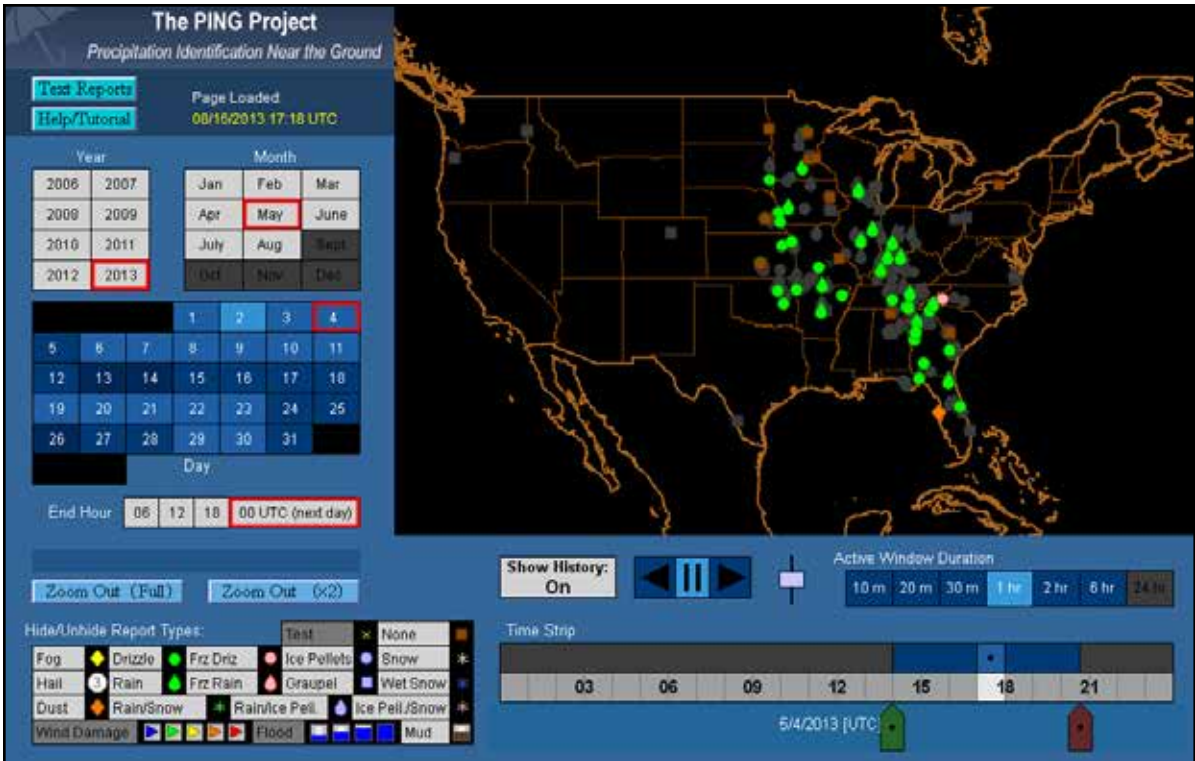 The PING Project
Precipitation Identification Near the Ground
Text Reports
Help/Tutorial
Page Loaded
08/16/2013 17:18 UTC
Year
Month
2006 2007
2008 2009
2010 2011
2012 2013
Jan Feb Mar
Apr May June
July Aug Sept
Oct Nov Dec
1 2 3 4
5 6 7 8 9 10 11
12 13 14 15 16 17 18
19 20 21 22 23 24 25
26 27 28 29 30 31
Day
End Hour 06 12 18 00 UTC (next day)
Zoom Out (Full) Zoom Out (x2)
Show History:
On
Active Window Duration
10 m 20 m 30 m 1 hr 2 hr 6 hr 24 hr
Hide/Unhide Report Types:
Test None
Fog Drizzle Frz Driz Ice Pellets Snow
Hail 3 Rain Frz Rain Graupel Wet Snow
Dust Rain/Snow Rain/Ice Pell. Ice Pell./Snow
Wind Damage Flood Mud
Time Strip
03 06 09 12 15 18 21
5/4/2013 [UTC]